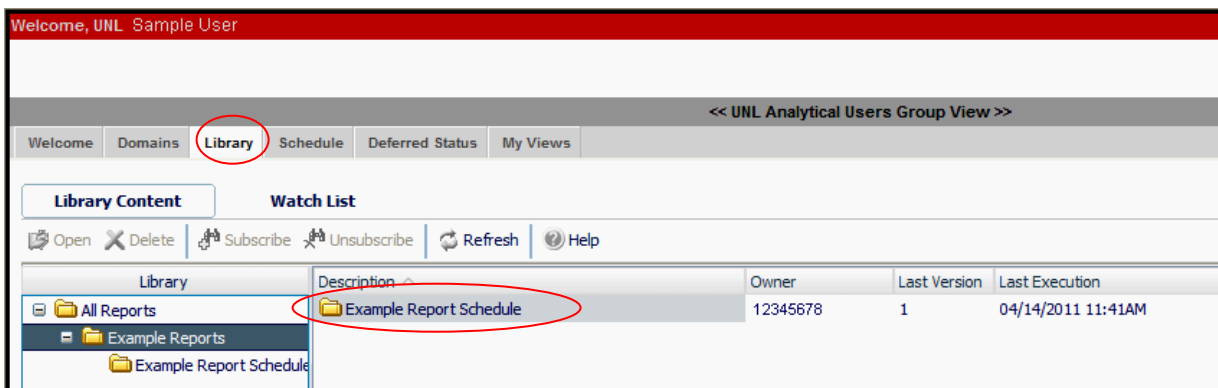 Welcome, UNL Sample User
<< UNL Analytical Users Group View >>
Welcome Domains Library Schedule Deferred Status My Views
Library Content Watch List
Open Delete Subscribe Unsubscribe Refresh Help
Library Description Owner Last Version Last Execution
All Reports Example Report Schedule 12345678 1 04/14/2011 11:41AM
Example Reports
Example Report Schedule